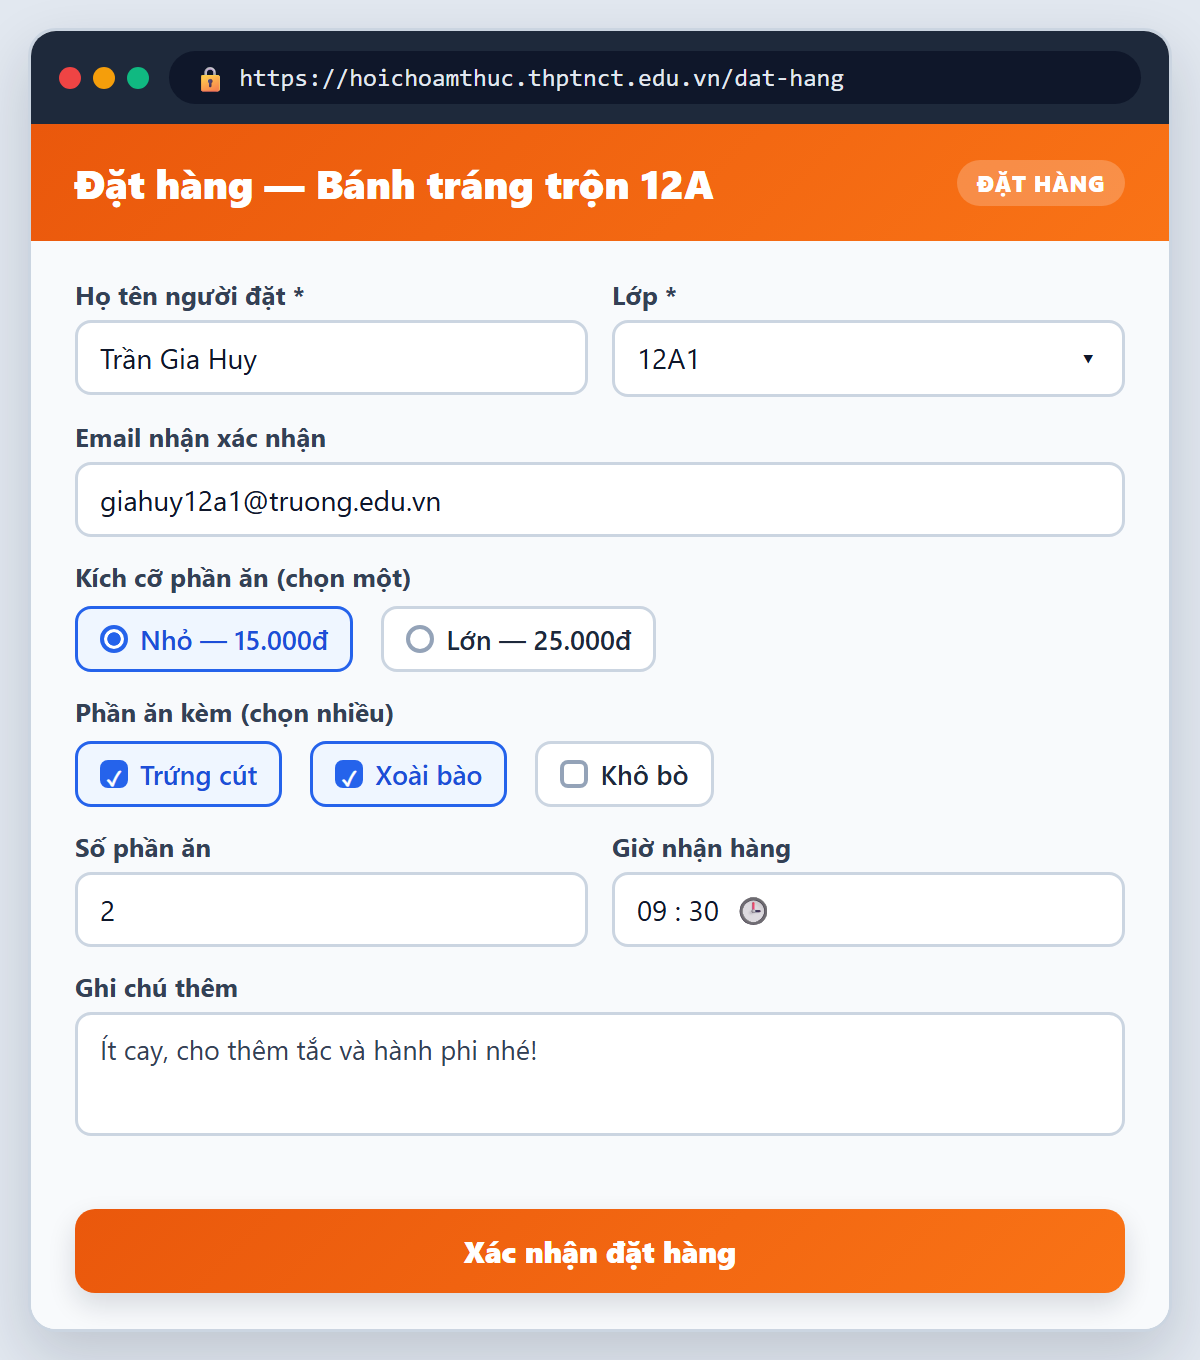 https://hoichoamthuc.thptnct.edu.vn/dat-hang
Đặt hàng — Bánh tráng trộn 12A
ĐẶT HÀNG
Họ tên người đặt *
Lớp *
Trần Gia Huy
12A1
Email nhận xác nhận
giahuy12a1@truong.edu.vn
Kích cỡ phần ăn (chọn một)
Nhỏ — 15.000đ
Lớn — 25.000đ
Phần ăn kèm (chọn nhiều)
Trứng cút
Xoài bào
Khô bò
Số phần ăn
Giờ nhận hàng
2
09 : 30
Ghi chú thêm
Ít cay, cho thêm tắc và hành phi nhé!
Xác nhận đặt hàng